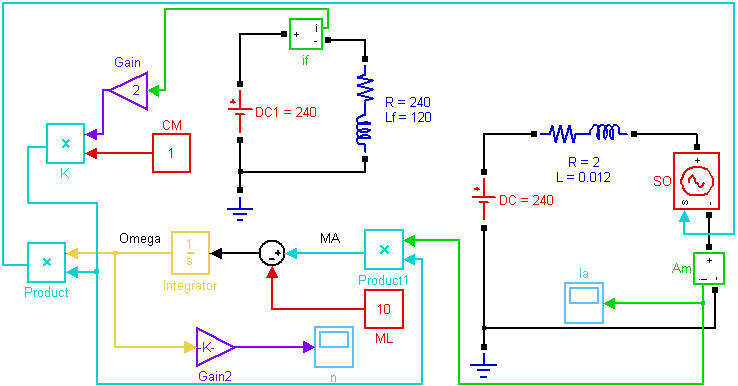 Gain
2
+
i
-
if
+
DC1 = 240
R = 240
Lf = 120
CM
1
×
K
R = 2
L = 0.012
+
DC = 240
SO
+
s
-
Omega
1
s
Integrator
-
+
MA
×
Product1
×
Product
10
ML
-K-
Gain2
n
Ia
Am
+
i
-